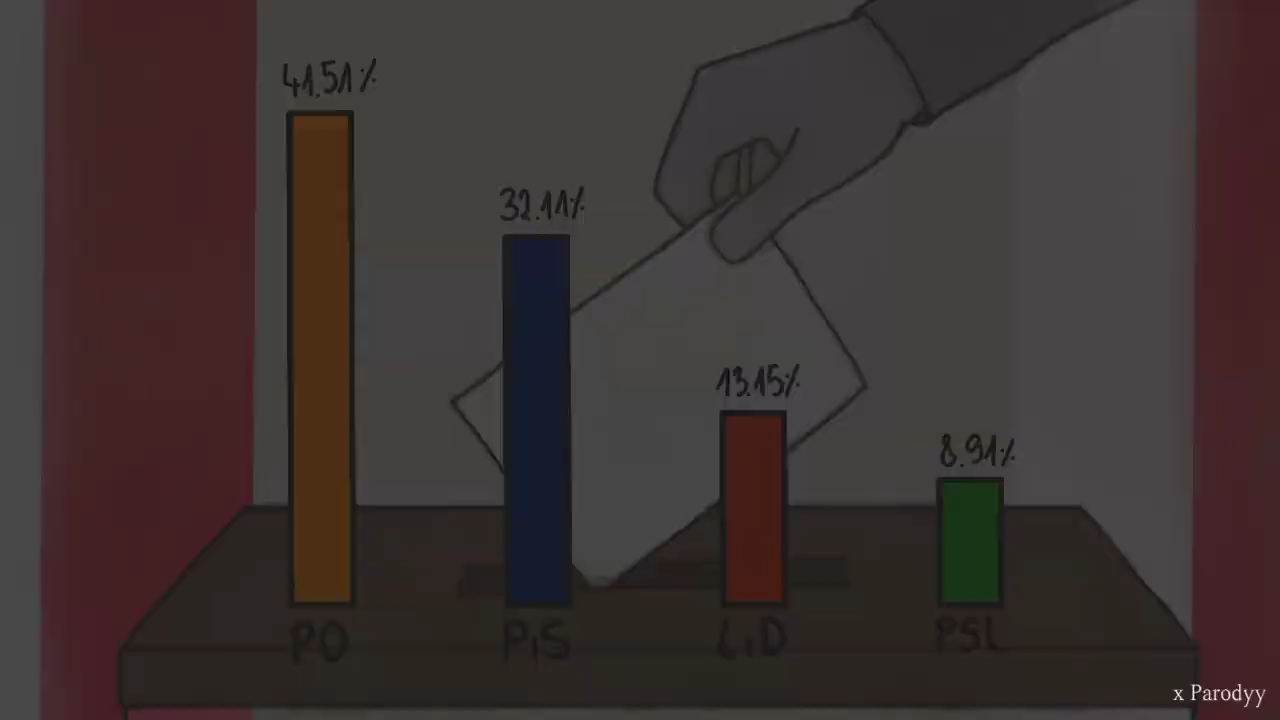 41.51%
32.11%
13.15%
8.91%
PO
PiS
LiD
PSL
x Parodyy